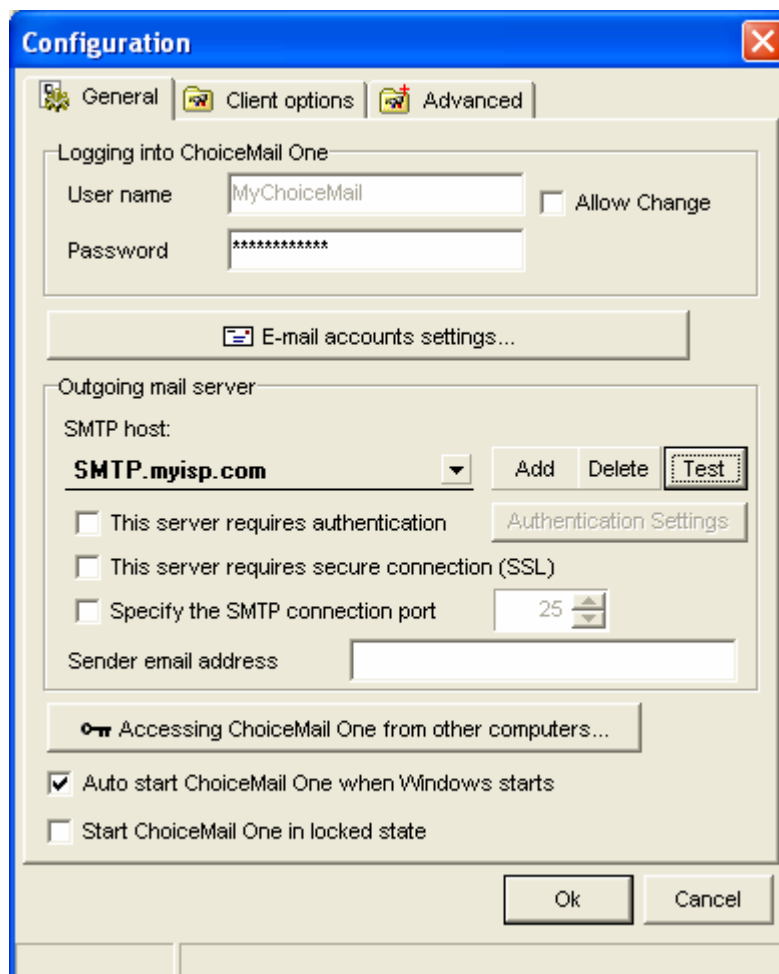 Configuration
General Client options Advanced
Logging into ChoiceMail One
User name MyChoiceMail Allow Change
Password ************
E-mail accounts settings...
Outgoing mail server
SMTP host:
SMTP.myisp.com Add Delete Test
This server requires authentication Authentication Settings
This server requires secure connection (SSL)
Specify the SMTP connection port 25
Sender email address
Accessing ChoiceMail One from other computers...
Auto start ChoiceMail One when Windows starts
Start ChoiceMail One in locked state
Ok Cancel